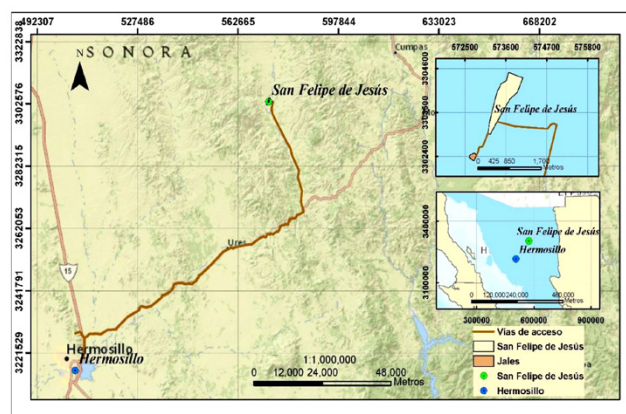 492307 527486 562665 597844 633023 668202
3322838
3302576
3282315
3262053
3241791
3221529
N SONORA
Cumpas
San Felipe de Jesús
Ures
15
Hermosillo
Hermosillo
1:1,000,000
0 12,000 24,000 48,000
Metros
572500 573600 574700 575800
3304600
3302400
San Felipe de Jesús
0 425 850 1,700
Metros
3400000
3100000
San Felipe de Jesús
H
Hermosillo
0 120,000 240,000 480,000
Metros
300000 600000 900000
Vías de acceso
San Felipe de Jesús
Jales
San Felipe de Jesús
Hermosillo